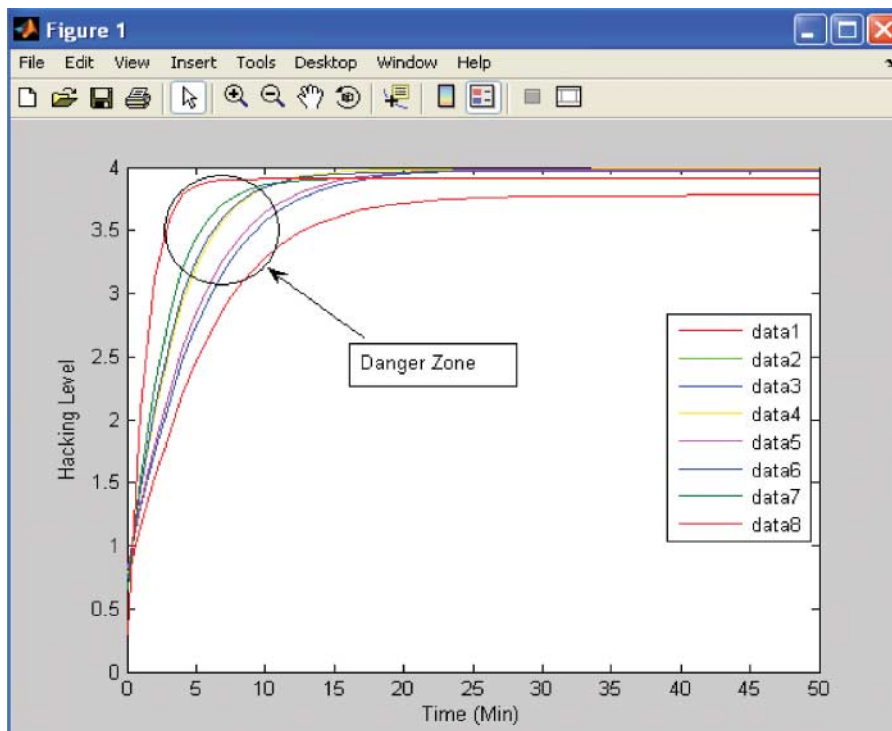 Figure 1
File Edit View Insert Tools Desktop Window Help
4
3.5
3
2.5
2
1.5
1
0.5
0
Hacking Level
Danger Zone
data1
data2
data3
data4
data5
data6
data7
data8
0 5 10 15 20 25 30 35 40 45 50
Time (Min)